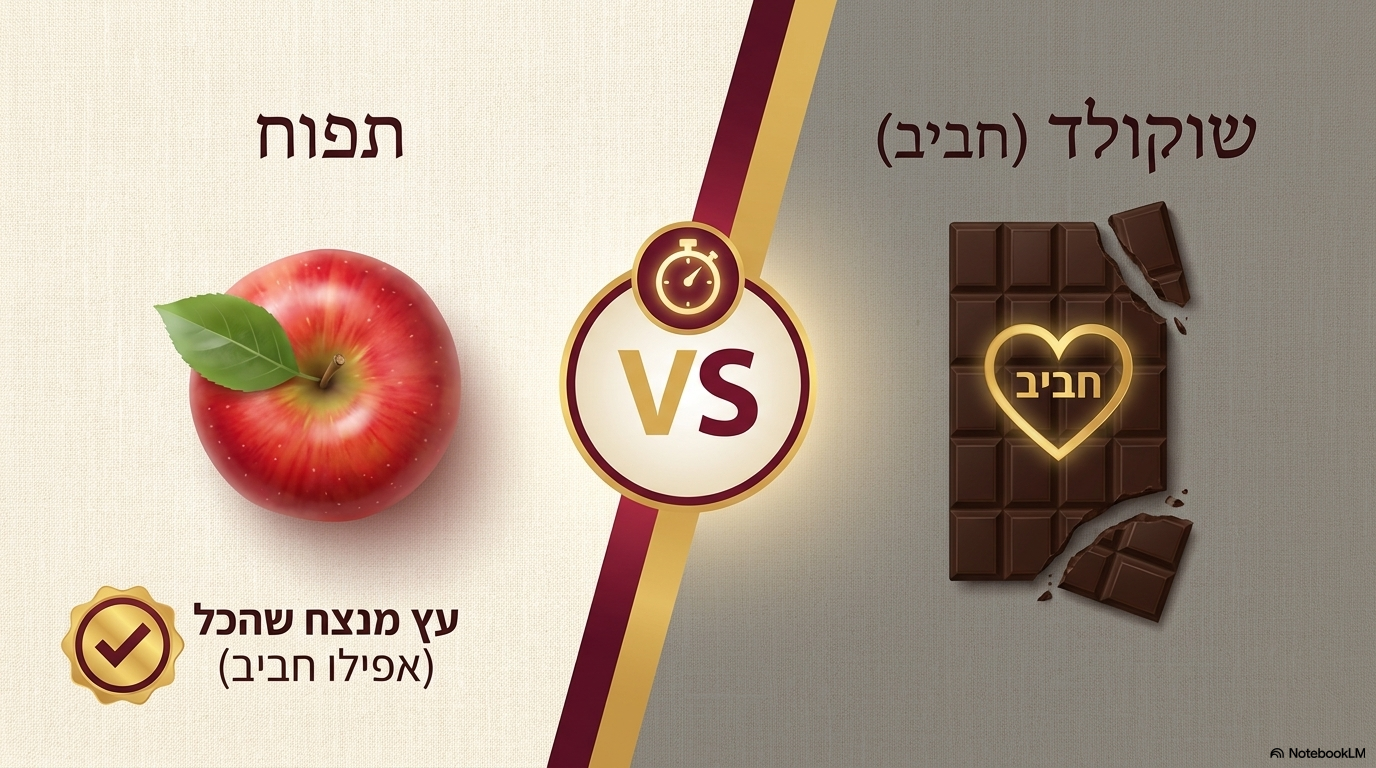 שוקולד (חביב)
תפוח
VS
חביב
עץ מנצח שהכל
(אפילו חביב)
NotebookLM